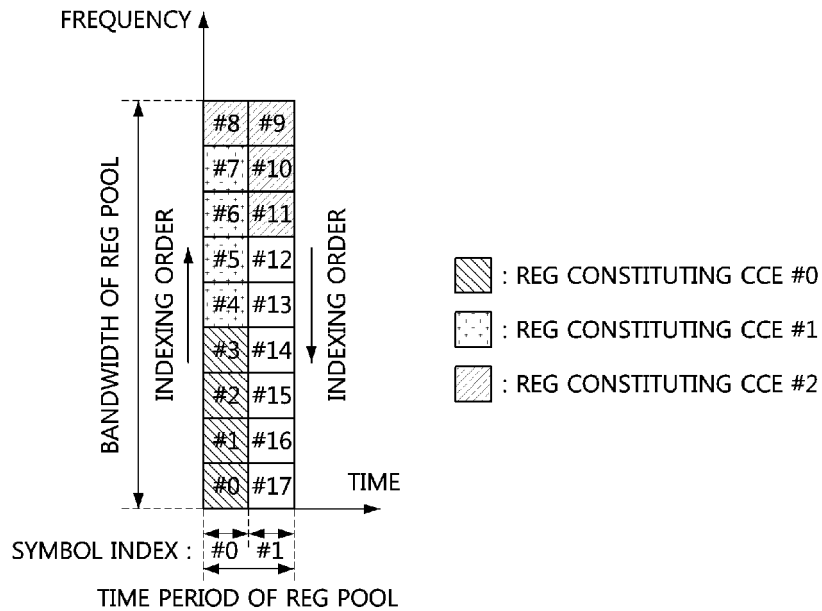 FREQUENCY
BANDWIDTH OF REG POOL
INDEXING ORDER
#8 #9
#7 #10
#6 #11
#5 #12
#4 #13
#3 #14
#2 #15
#1 #16
#0 #17
INDEXING ORDER
TIME
SYMBOL INDEX : #0 #1
TIME PERIOD OF REG POOL
: REG CONSTITUTING CCE #0
: REG CONSTITUTING CCE #1
: REG CONSTITUTING CCE #2